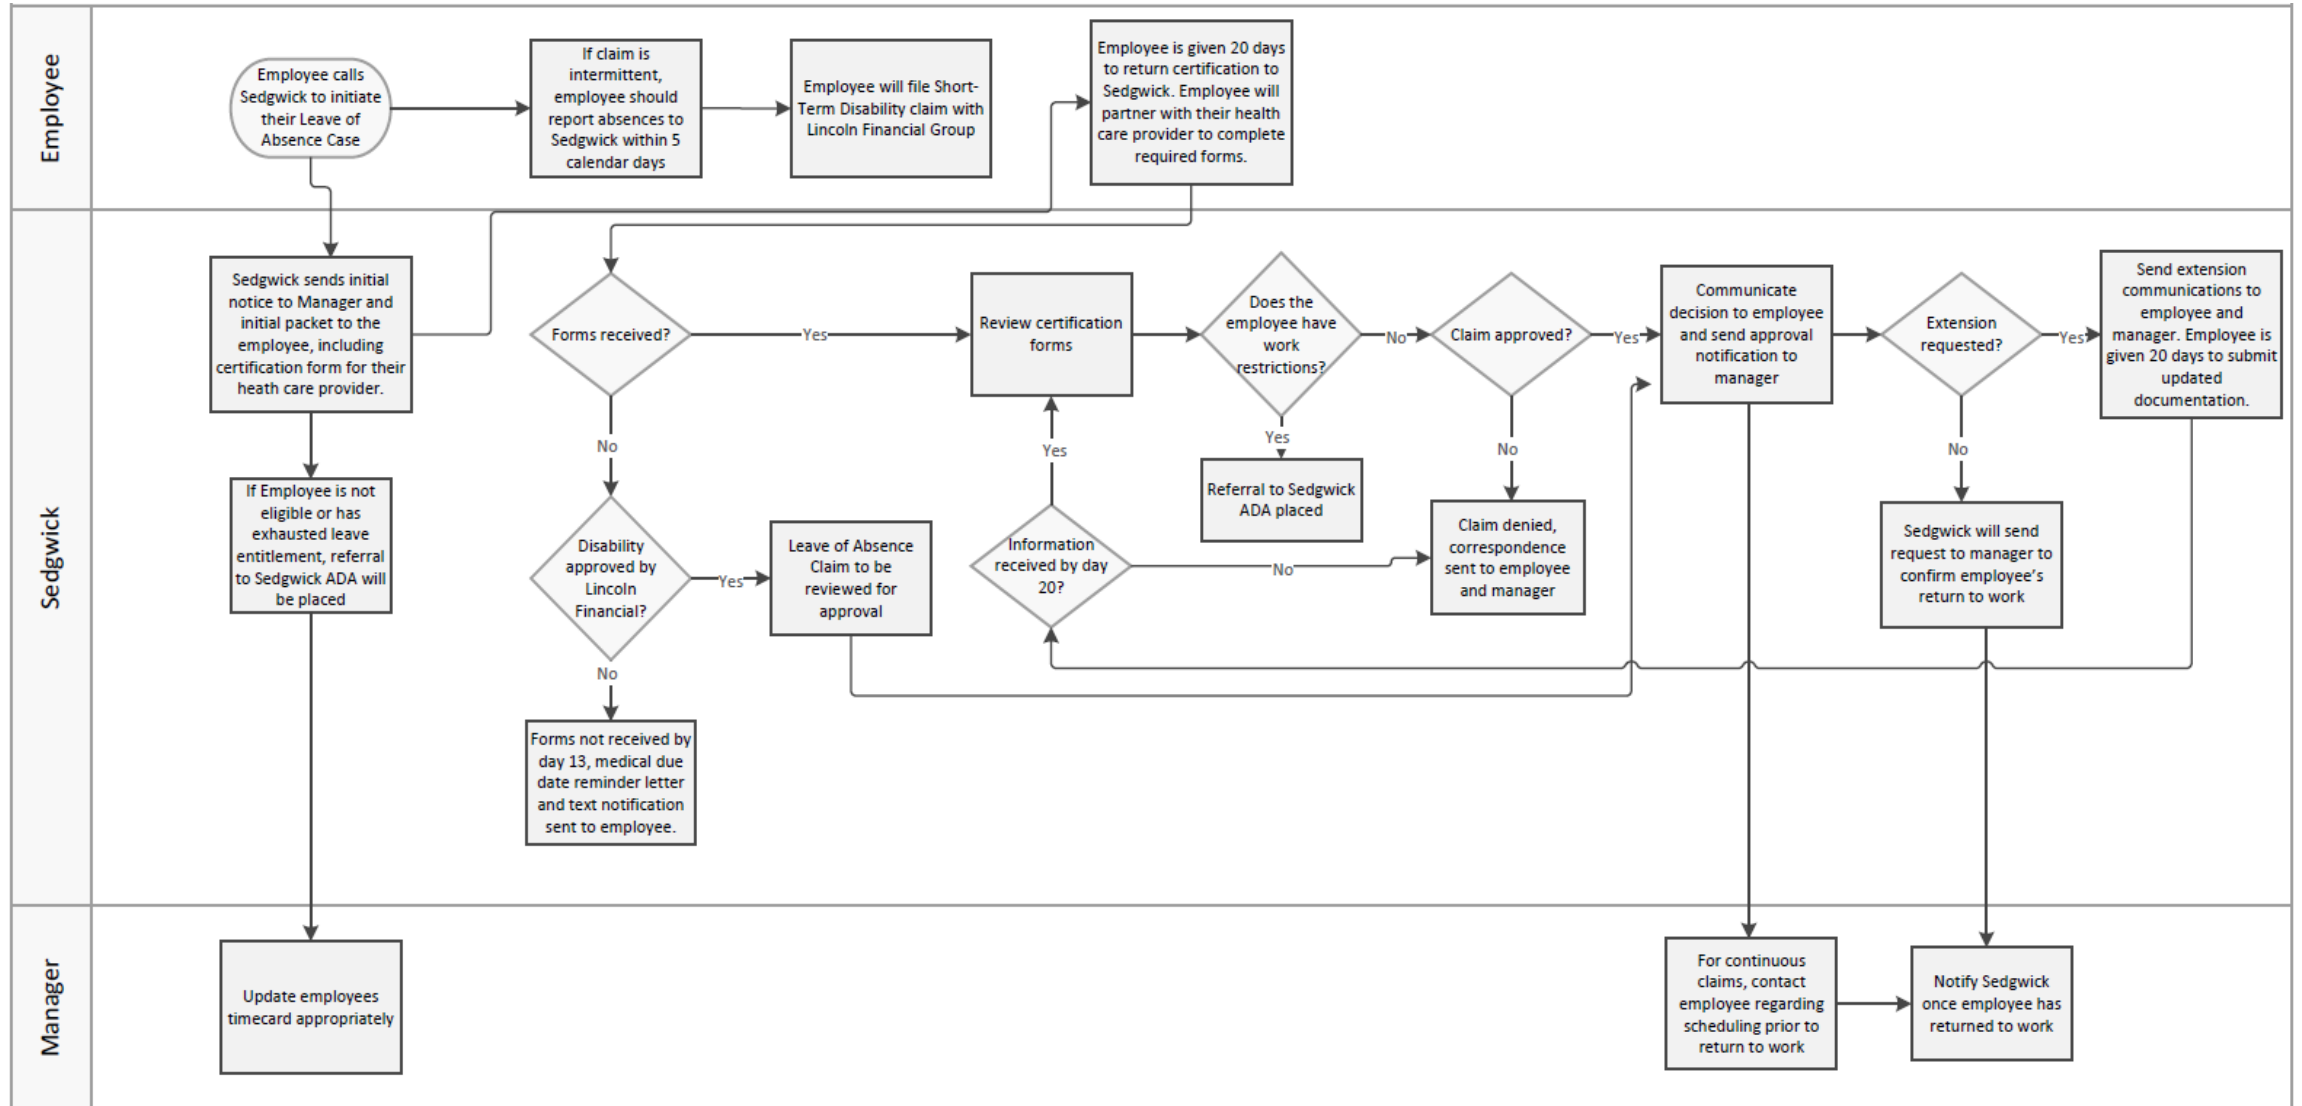 Employee
Employee calls
Sedgwick to initiate
their Leave of
Absence Case
If claim is
intermittent,
employee should
report absences to
Sedgwick within 5
calendar days
Employee will file Short-
Term Disability claim with
Lincoln Financial Group
Employee is given 20 days
to return certification to
Sedgwick. Employee will
partner with their health
care provider to complete
required forms.
Sedgwick
Sedgwick sends initial
notice to Manager and
initial packet to the
employee, including
certification form for their
heath care provider.
If Employee is not
eligible or has
exhausted leave
entitlement, referral
to Sedgwick ADA will
be placed
Forms received?
Yes
No
Disability
approved by
Lincoln
Financial?
Yes
No
Forms not received by
day 13, medical due
date reminder letter
and text notification
sent to employee.
Leave of Absence
Claim to be
reviewed for
approval
Review certification
forms
Yes
Information
received by day
20?
No
Does the
employee have
work
restrictions?
No
Yes
Referral to Sedgwick
ADA placed
Claim approved?
Yes
No
Claim denied,
correspondence
sent to employee
and manager
Communicate
decision to employee
and send approval
notification to
manager
Extension
requested?
Yes
No
Sedgwick will send
request to manager to
confirm employee’s
return to work
Send extension
communications to
employee and
manager. Employee is
given 20 days to submit
updated
documentation.
Manager
Update employees
timecard appropriately
For continuous
claims, contact
employee regarding
scheduling prior to
return to work
Notify Sedgwick
once employee has
returned to work